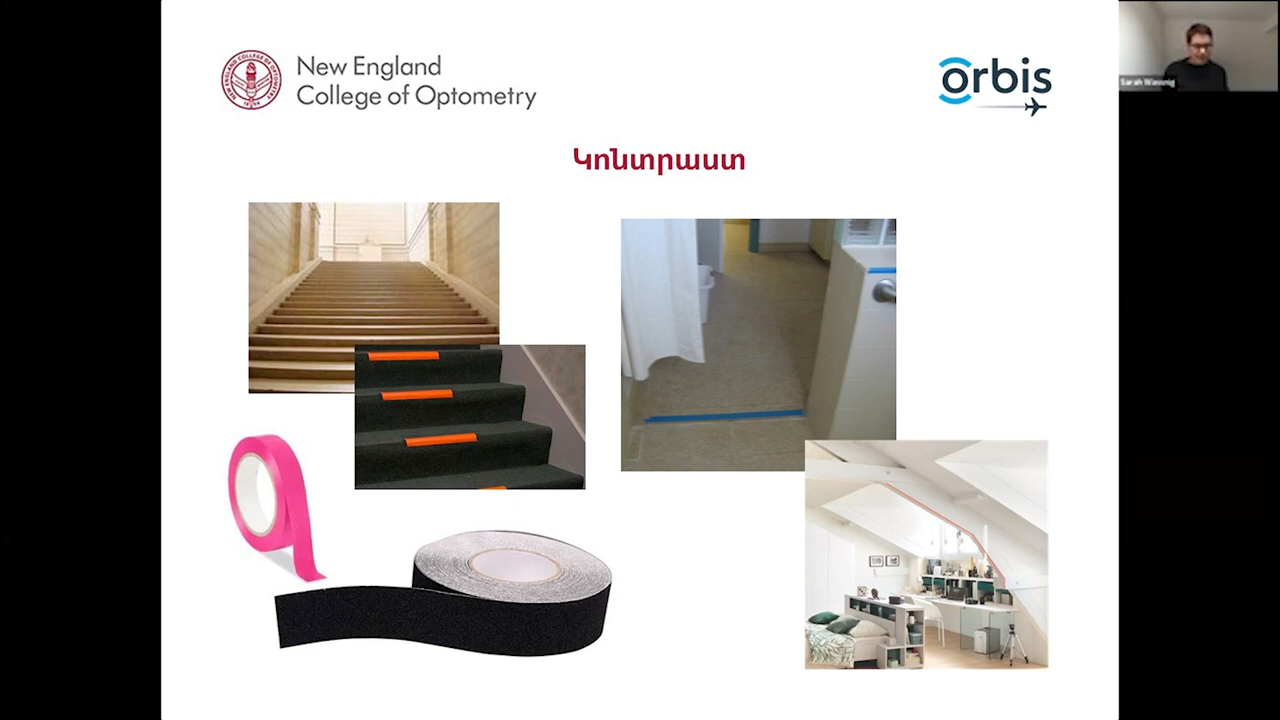 New England
College of Optometry
orbis
Կոնտրաստ
Sarah Wassnig